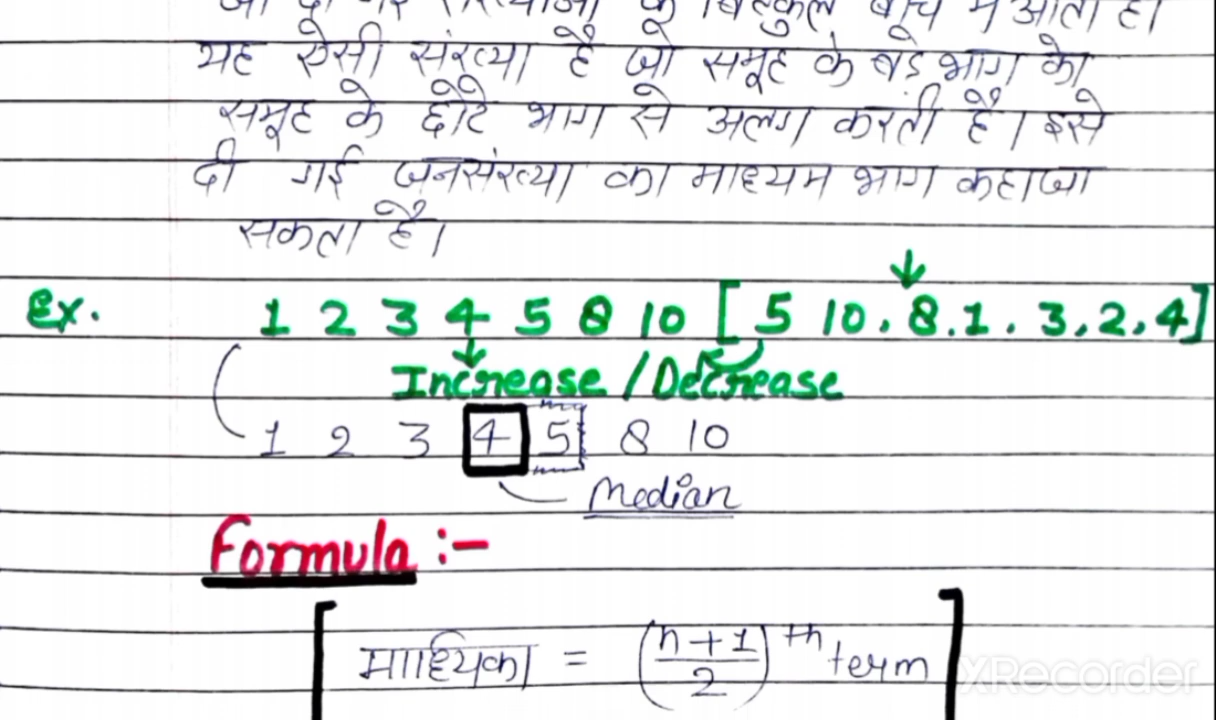 यह ऐसी संख्या है जो समूह के बड़े भाग को
समूह के छोटे भाग से अलग करती है। इसे
दी गई जनसंख्या का माध्यम भाग कहा जा
सकता है।
Ex. 1 2 3 4 5 8 10 [5 10, 8.1. 3,2,4]
Increase / Decrease
1 2 3 4 5 8 10
Median
Formula :-
माध्यिका = (n+1/2)th term
XRecorder